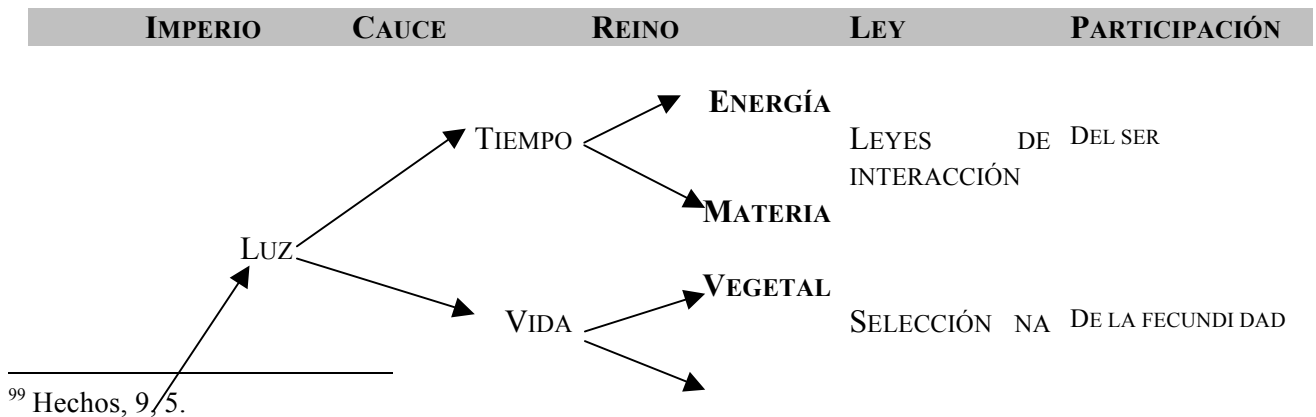 IMPERIO CAUCE REINO LEY PARTICIPACIÓN
ENERGÍA
TIEMPO LEYES DE DEL SER
INTERACCIÓN
MATERIA
LUZ
VEGETAL
VIDA SELECCIÓN NA DE LA FECUNDI DAD
99 Hechos, 9, 5.